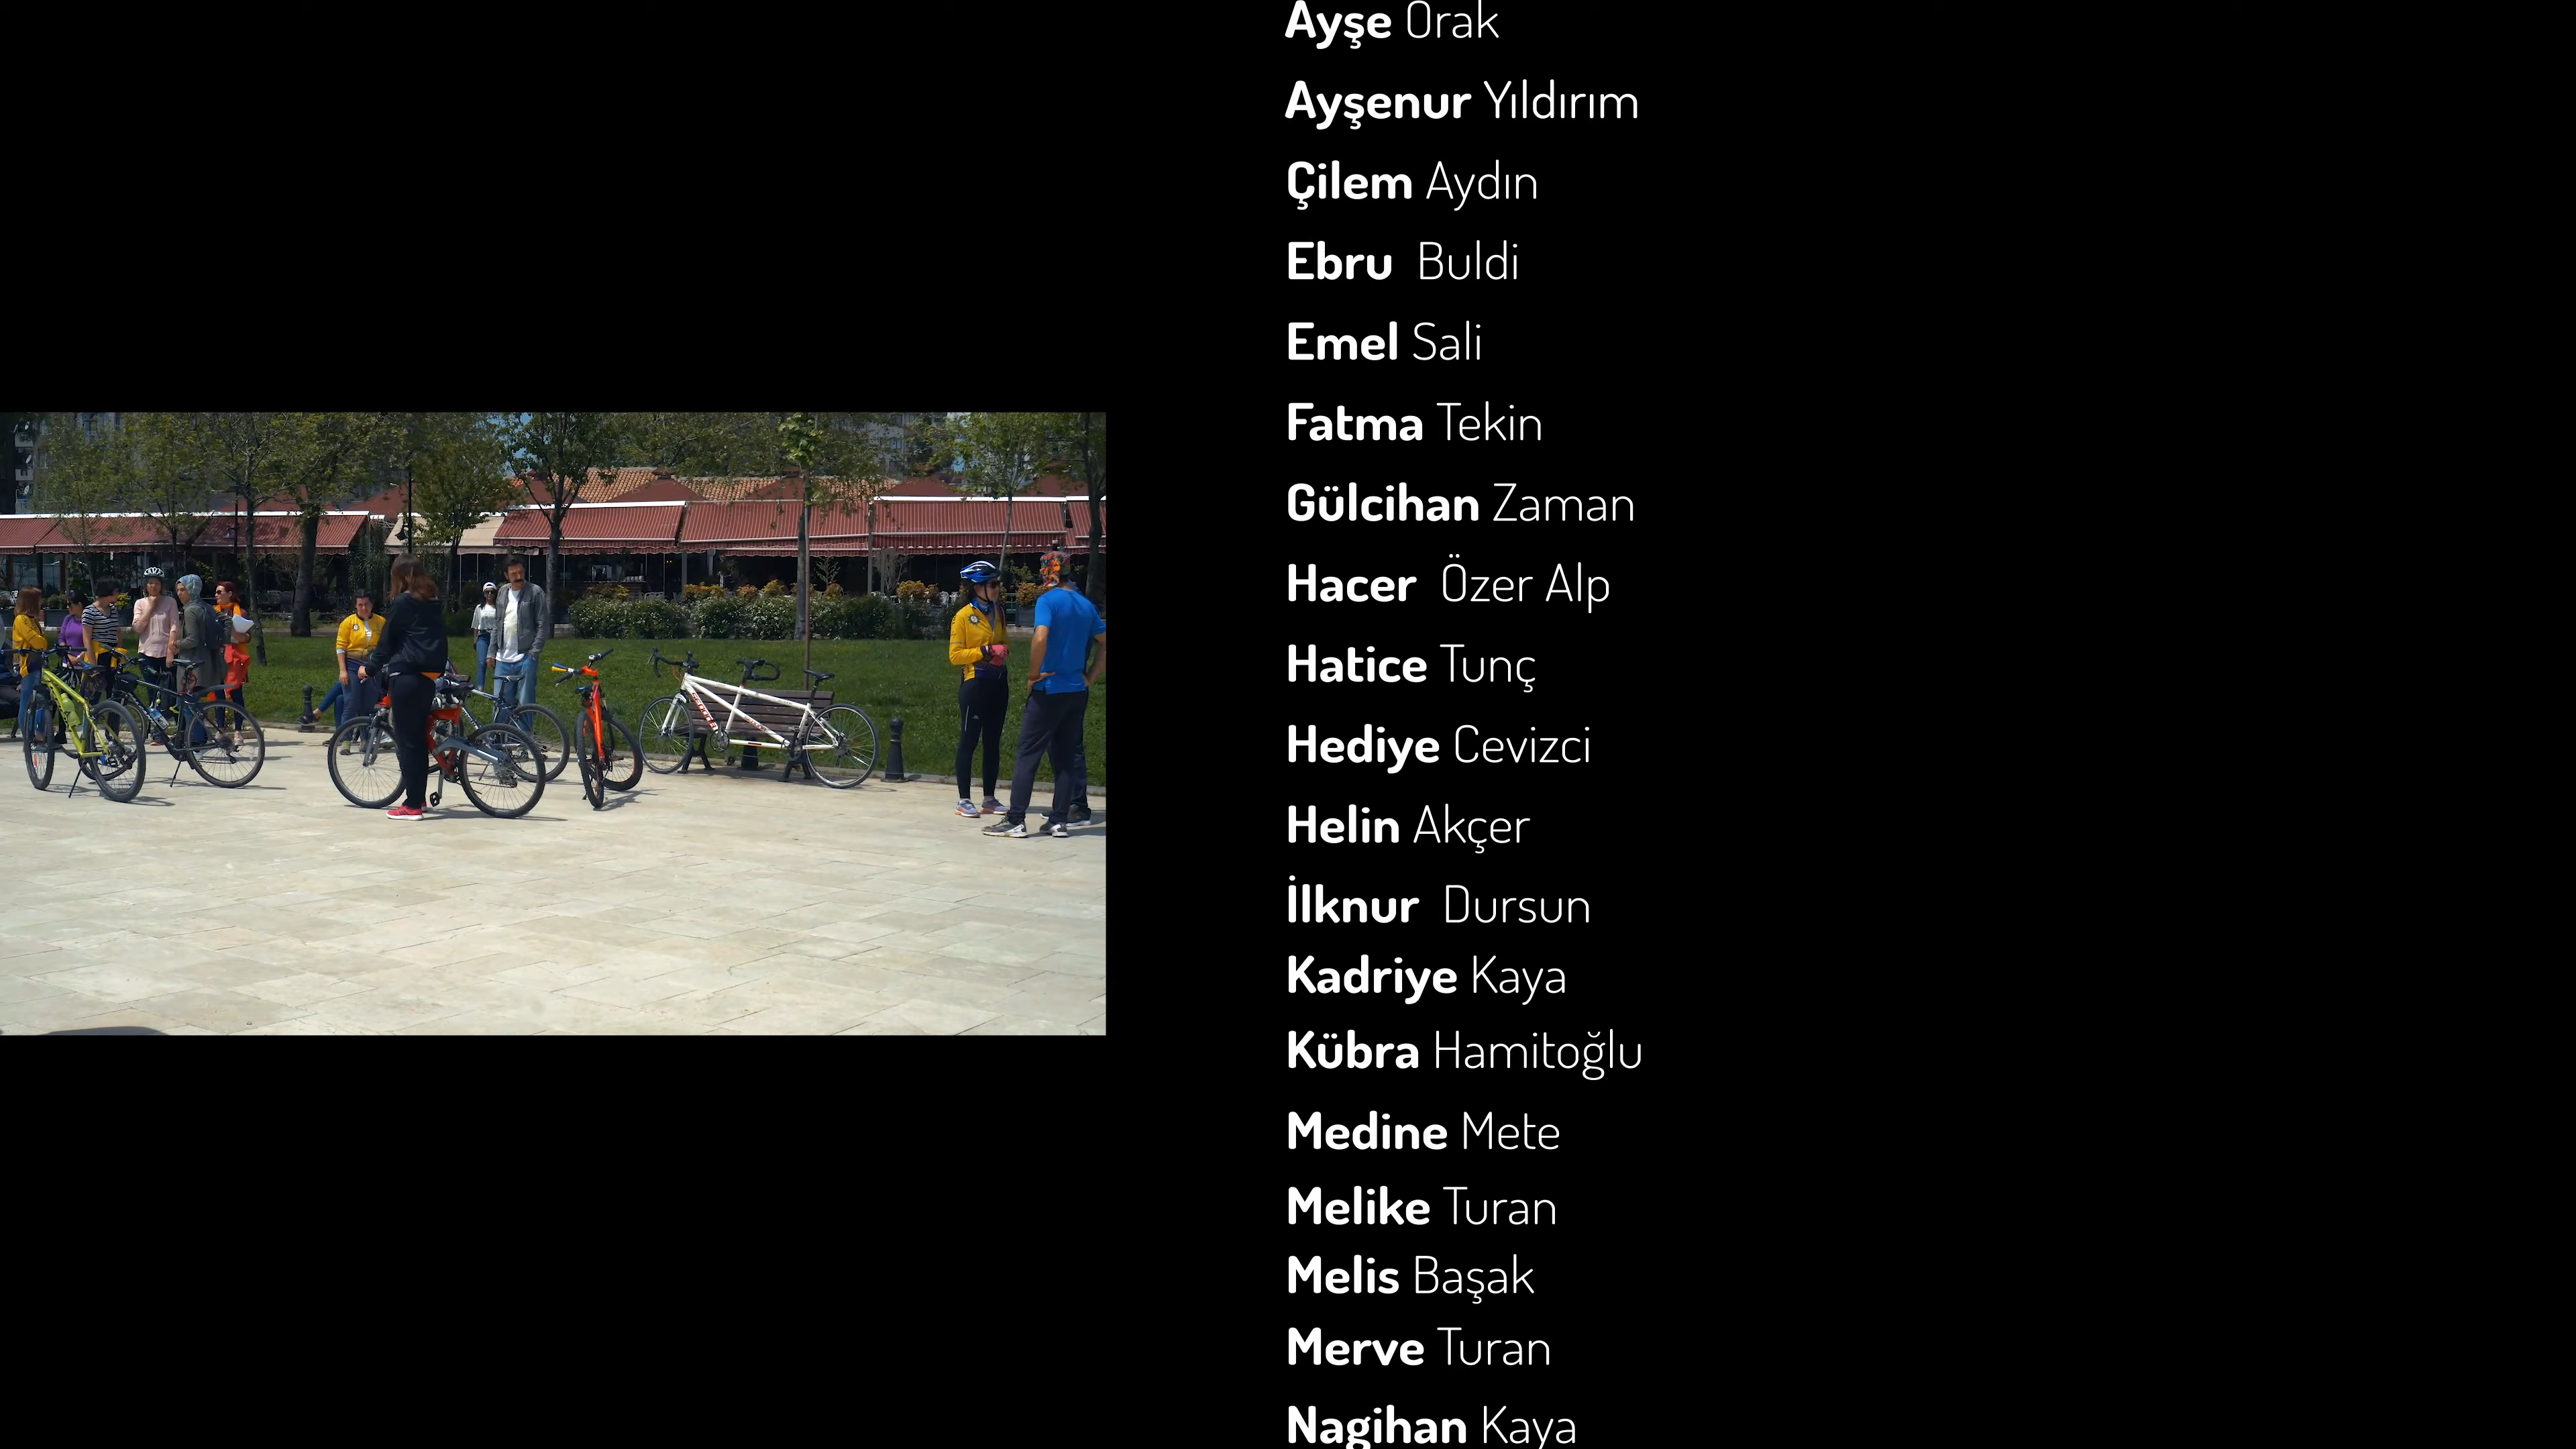 Ayşe Orak
Ayşenur Yıldırım
Çilem Aydın
Ebru Buldi
Emel Sali
Fatma Tekin
Gülcihan Zaman
Hacer Özer Alp
Hatice Tunç
Hediye Cevizci
Helin Akçer
İlknur Dursun
Kadriye Kaya
Kübra Hamitoğlu
Medine Mete
Melike Turan
Melis Başak
Merve Turan
Nagihan Kaya